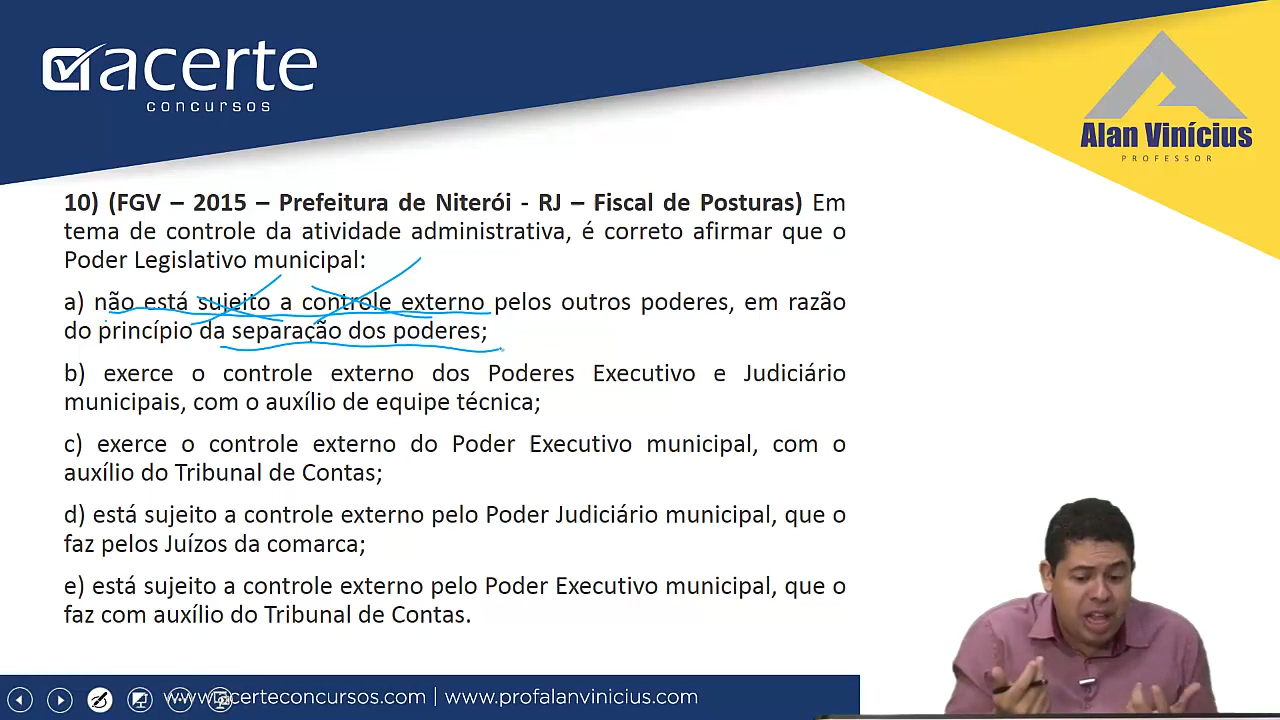 acerte
concursos
Alan Vinícius
PROFESSOR
10) (FGV – 2015 – Prefeitura de Niterói - RJ – Fiscal de Posturas) Em
tema de controle da atividade administrativa, é correto afirmar que o
Poder Legislativo municipal:
a) não está sujeito a controle externo pelos outros poderes, em razão
do princípio da separação dos poderes;
b) exerce o controle externo dos Poderes Executivo e Judiciário
municipais, com o auxílio de equipe técnica;
c) exerce o controle externo do Poder Executivo municipal, com o
auxílio do Tribunal de Contas;
d) está sujeito a controle externo pelo Poder Judiciário municipal, que o
faz pelos Juízos da comarca;
e) está sujeito a controle externo pelo Poder Executivo municipal, que o
faz com auxílio do Tribunal de Contas.
www.acerteconcursos.com | www.profalanvinicius.com